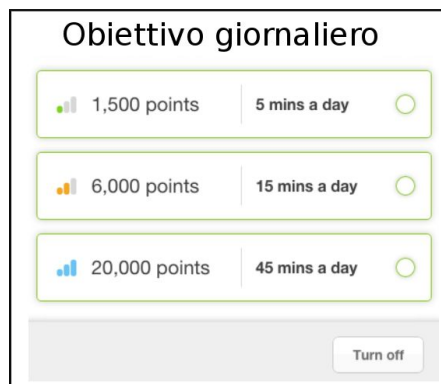 Obiettivo giornaliero
1,500 points 5 mins a day
6,000 points 15 mins a day
20,000 points 45 mins a day
Turn off